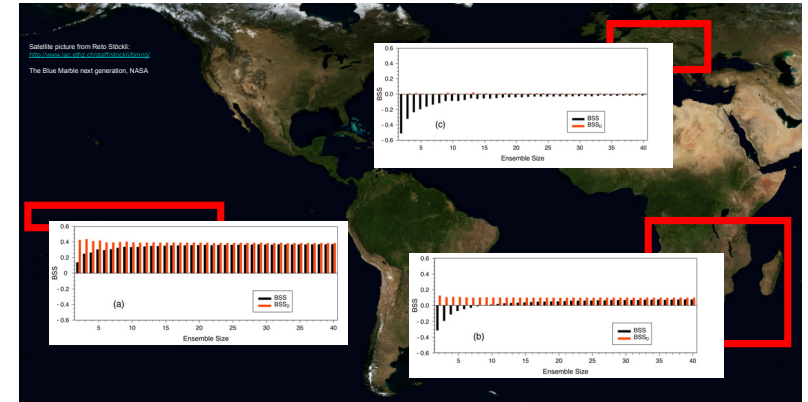 Satellite picture from Reto Stöckli:
http://www.iac.ethz.ch/staff/stockli/bmng/
The Blue Marble next generation, NASA
0.6
0.4
0.2
0.0
- 0.2
- 0.4
- 0.6
BSS
(c)
BSS
BSS_D
5 10 15 20 25 30 35 40
Ensemble Size
0.6
0.4
0.2
0
- 0.2
- 0.4
- 0.6
BSS
(a)
BSS
BSS_D
5 10 15 20 25 30 35 40
Ensemble Size
0.6
0.4
0.2
0.0
- 0.2
- 0.4
- 0.6
BSS
(b)
BSS
BSS_D
5 10 15 20 25 30 35 40
Ensemble Size